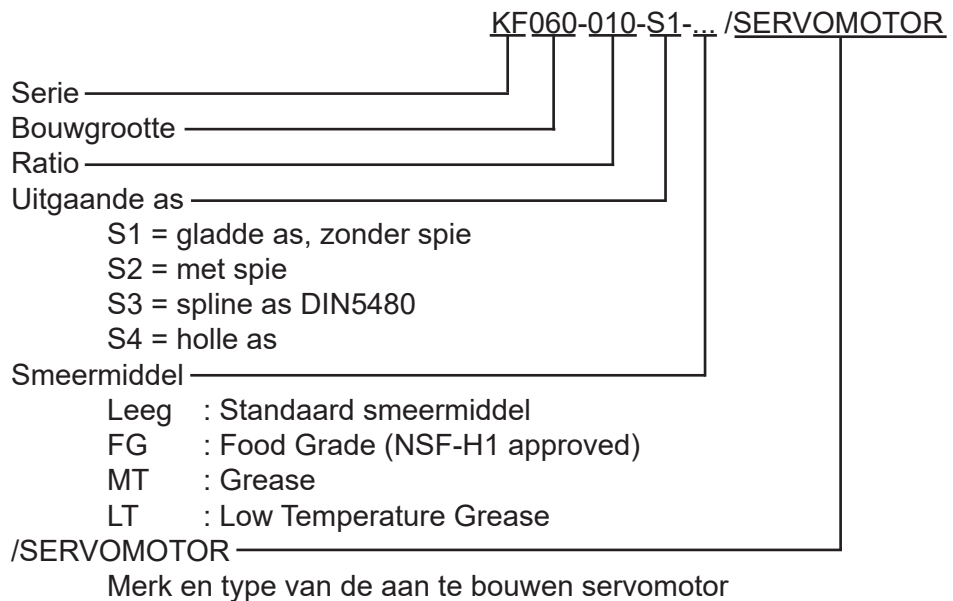 KF060-010-S1-... /SERVOMOTOR
Serie
Bouwgrootte
Ratio
Uitgaande as
S1 = gladde as, zonder spie
S2 = met spie
S3 = spline as DIN5480
S4 = holle as
Smeermiddel
Leeg : Standaard smeermiddel
FG : Food Grade (NSF-H1 approved)
MT : Grease
LT : Low Temperature Grease
/SERVOMOTOR
Merk en type van de aan te bouwen servomotor